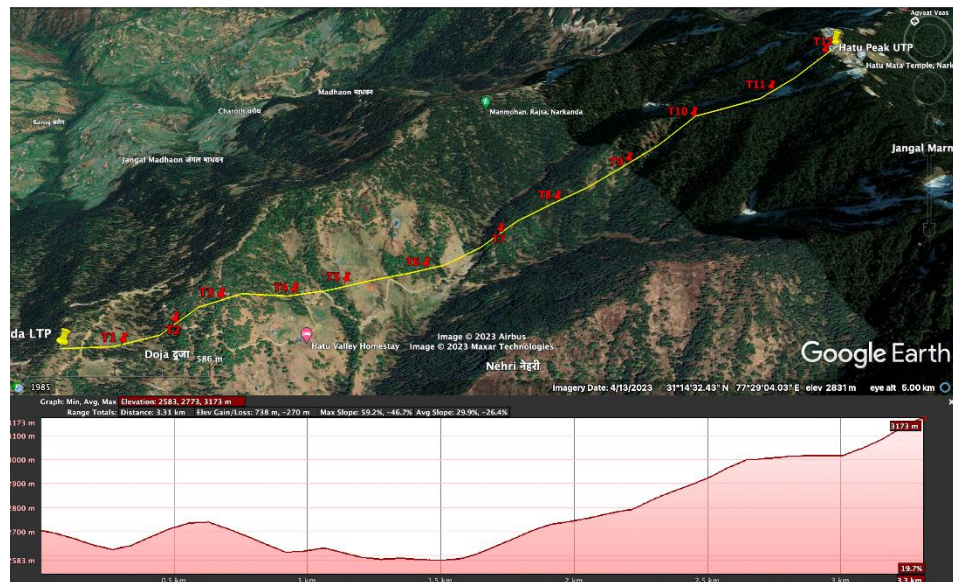 Agvaat Vaas
T12
Hatu Peak UTP
Hatu Mata Temple, Nark
T11
Madhaon माधवन
Manmohan. Rajta, Narkanda
Charoin चरोय
T10
Jangal Madhaon जंगल माधवन
Jangal Marm
T9
T8
T7
T6
T5
T4
T3
T2
T1
da LTP
Doja दूजा
586 m
Hatu Valley Homestay
Image © 2023 Airbus
Image © 2023 Maxar Technologies
Nehri नेहरी
Google Earth
1985
Imagery Date: 4/13/2023 31°14'32.43" N 77°29'04.03" E elev 2831 m eye alt 5.00 km
Graph: Min, Avg, Max Elevation: 2583, 2773, 3173 m
Range Totals: Distance: 3.31 km Elev Gain/Loss: 738 m, -270 m Max Slope: 59.2%, -46.7% Avg Slope: 29.9%, -26.4%
3173 m
3173 m
3100 m
3000 m
2900 m
2800 m
2700 m
2583 m
19.7%
0.5 km
1 km
1.5 km
2 km
2.5 km
3 km
3.3 km